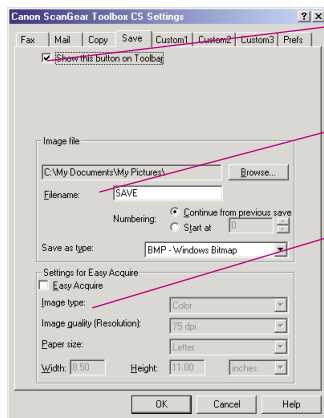 Canon ScanGear Toolbox CS Settings
Fax Mail Copy Save Custom1 Custom2 Custom3 Prefs
Show this button on Toolbar
Image file
C:\My Documents\My Pictures\ Browse...
Filename: SAVE
Numbering: Continue from previous save
Start at 0
Save as type: BMP - Windows Bitmap
Settings for Easy Acquire
Easy Acquire
Image type: Color
Image quality (Resolution): 75 dpi
Paper size: Letter
Width: 8.50 Height: 11.00 inches
OK Cancel Help